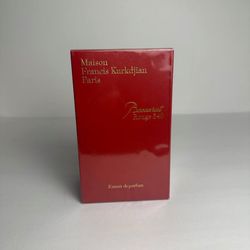 Maison
Francis Kurkdjian
Paris
Baccarat
Rouge 540
Extrait de parfum